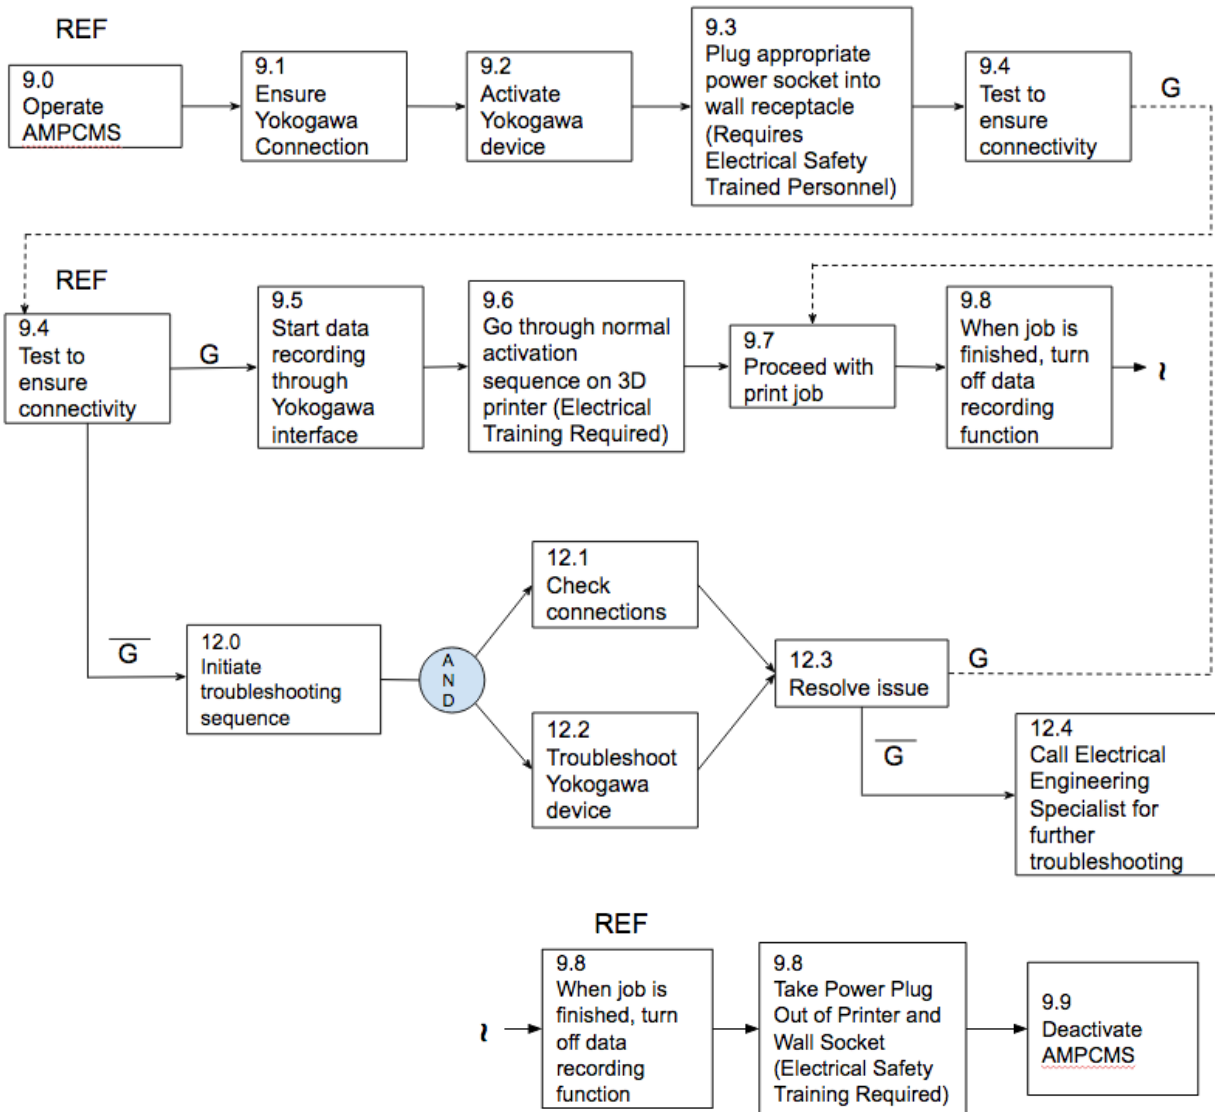 REF
9.0
Operate
AMPCMS
9.1
Ensure
Yokogawa
Connection
9.2
Activate
Yokogawa
device
9.3
Plug appropriate
power socket into
wall receptacle
(Requires
Electrical Safety
Trained Personnel)
9.4
Test to
ensure
connectivity
G
REF
9.4
Test to
ensure
connectivity
G
9.5
Start data
recording
through
Yokogawa
interface
9.6
Go through normal
activation
sequence on 3D
printer (Electrical
Training Required)
9.7
Proceed with
print job
9.8
When job is
finished, turn
off data
recording
function
~
G
12.0
Initiate
troubleshooting
sequence
A
N
D
12.1
Check
connections
12.2
Troubleshoot
Yokogawa
device
12.3
Resolve issue
G
G
12.4
Call Electrical
Engineering
Specialist for
further
troubleshooting
REF
~
9.8
When job is
finished, turn
off data
recording
function
9.8
Take Power Plug
Out of Printer and
Wall Socket
(Electrical Safety
Training Required)
9.9
Deactivate
AMPCMS